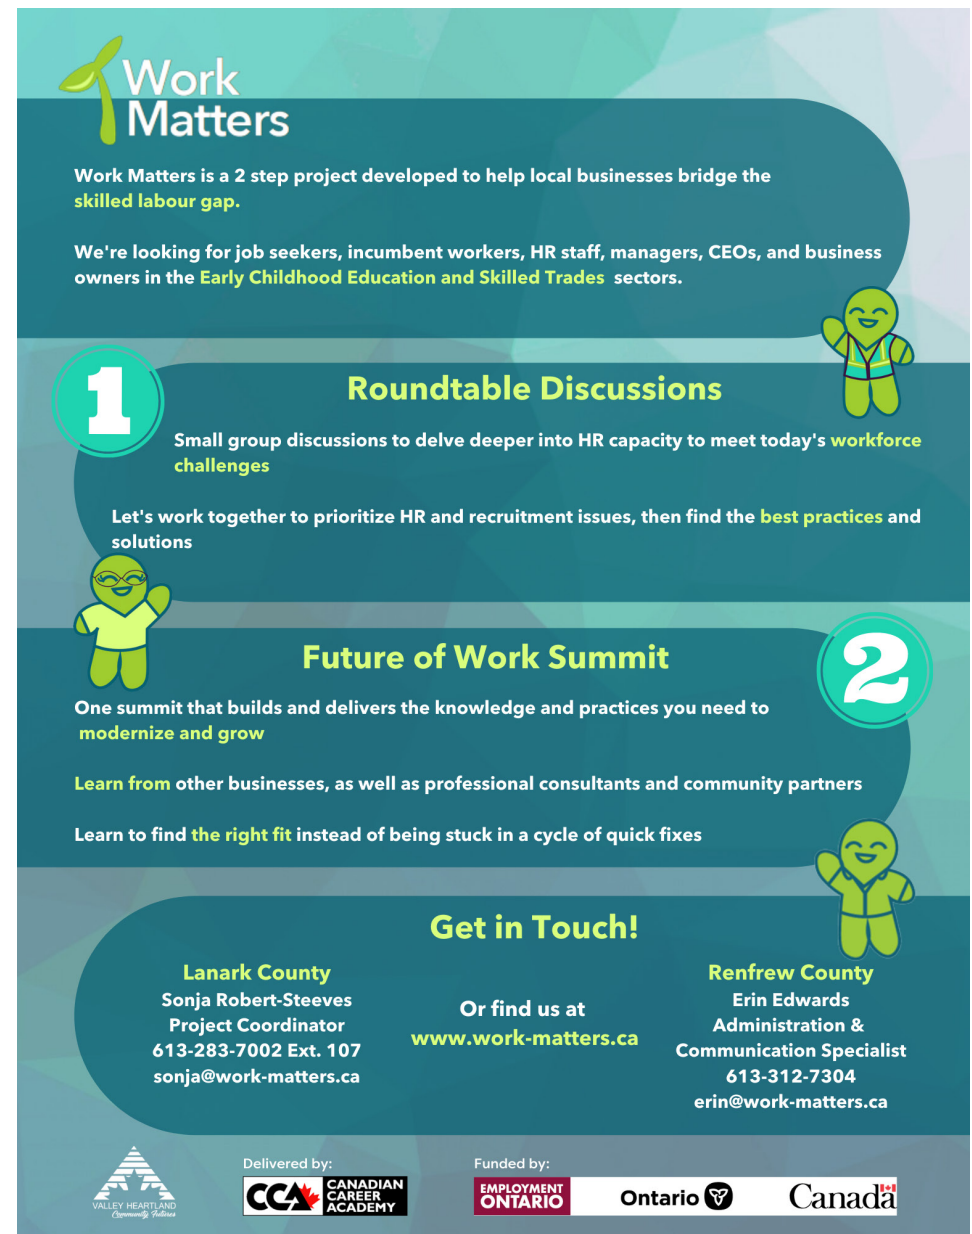 Work
Matters
Work Matters is a 2 step project developed to help local businesses bridge the
skilled labour gap.
We're looking for job seekers, incumbent workers, HR staff, managers, CEOs, and business
owners in the Early Childhood Education and Skilled Trades sectors.
1
Roundtable Discussions
Small group discussions to delve deeper into HR capacity to meet today's workforce
challenges
Let's work together to prioritize HR and recruitment issues, then find the best practices and
solutions
Future of Work Summit
2
One summit that builds and delivers the knowledge and practices you need to
modernize and grow
Learn from other businesses, as well as professional consultants and community partners
Learn to find the right fit instead of being stuck in a cycle of quick fixes
Get in Touch!
Lanark County
Sonja Robert-Steeves
Project Coordinator
613-283-7002 Ext. 107
sonja@work-matters.ca
Or find us at
www.work-matters.ca
Renfrew County
Erin Edwards
Administration &
Communication Specialist
613-312-7304
erin@work-matters.ca
VALLEY HEARTLAND
Community Futures
Delivered by:
CCA CANADIAN
CAREER
ACADEMY
Funded by:
EMPLOYMENT
ONTARIO
Ontario
Canada